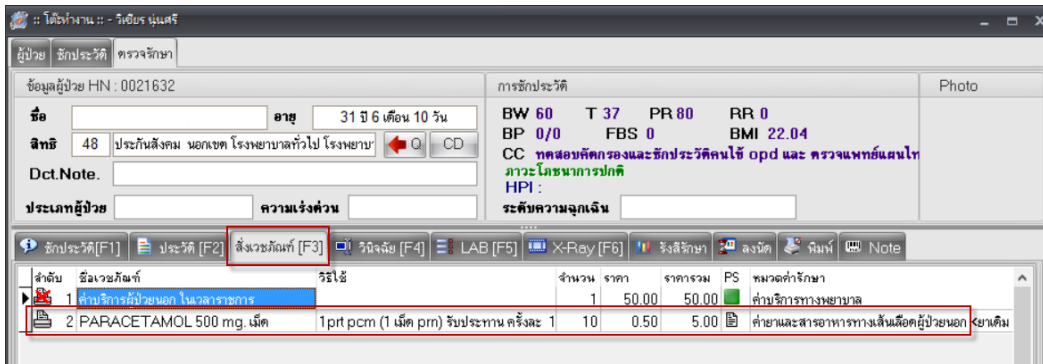 :: โต๊ะทำงาน :: - วิเชียร นุ่นศรี
ผู้ป่วย ซักประวัติ ตรวจรักษา
ข้อมูลผู้ป่วย HN : 0021632 การซักประวัติ Photo
ชื่อ อายุ 31 ปี 6 เดือน 10 วัน
สิทธิ 48 ประกันสังคม นอกเขต โรงพยาบาลทั่วไป โรงพยาบา Q CD
Dct.Note.
ประเภทผู้ป่วย ความเร่งด่วน
BW 60 T 37 PR 80 RR 0
BP 0/0 FBS 0 BMI 22.04
CC ทดสอบคัดกรองและซักประวัติคนไข้ opd และ ตรวจแพทย์แผนไท
ภาวะโภชนาการปกติ
HPI :
ระดับความฉุกเฉิน
ซักประวัติ[F1] ประวัติ [F2] สั่งเวชภัณฑ์ [F3] วินิจฉัย [F4] LAB [F5] X-Ray [F6] รังสีรักษา ลงนัด พิมพ์ Note
ลำดับ ชื่อเวชภัณฑ์ วิธีใช้ จำนวน ราคา ราคารวม PS หมวดค่ารักษา
1 ค่าบริการผู้ป่วยนอก ในเวลาราชการ 1 50.00 50.00 ค่าบริการทางพยาบาล
2 PARACETAMOL 500 mg. เม็ด 1prt pcm (1 เม็ด prn) รับประทาน ครั้งละ 1 10 0.50 5.00 ค่ายาและสารอาหารทางเส้นเลือดผู้ป่วยนอก <ยาเดิม